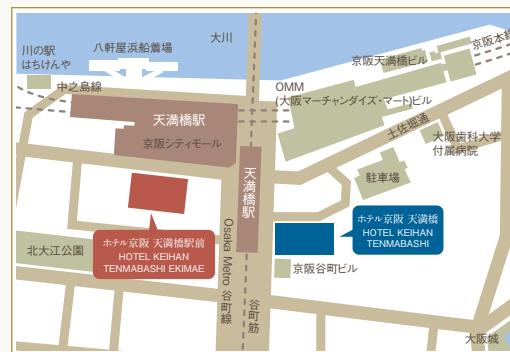 大川
京阪本線
八軒屋浜船着場
川の駅
はちけんや
京阪天満橋ビル
中之島線
OMM
(大阪マーチャンダイズ・マート)ビル
天満橋駅
土佐堀通
京阪シティモール
大阪歯科大学
付属病院
天満橋駅
駐車場
ホテル京阪 天満橋
HOTEL KEIHAN
TENMABASHI
ホテル京阪 天満橋駅前
HOTEL KEIHAN
TENMABASHI EKIMAE
北大江公園
Osaka Metro 谷町線
京阪谷町ビル
谷町筋
大阪城